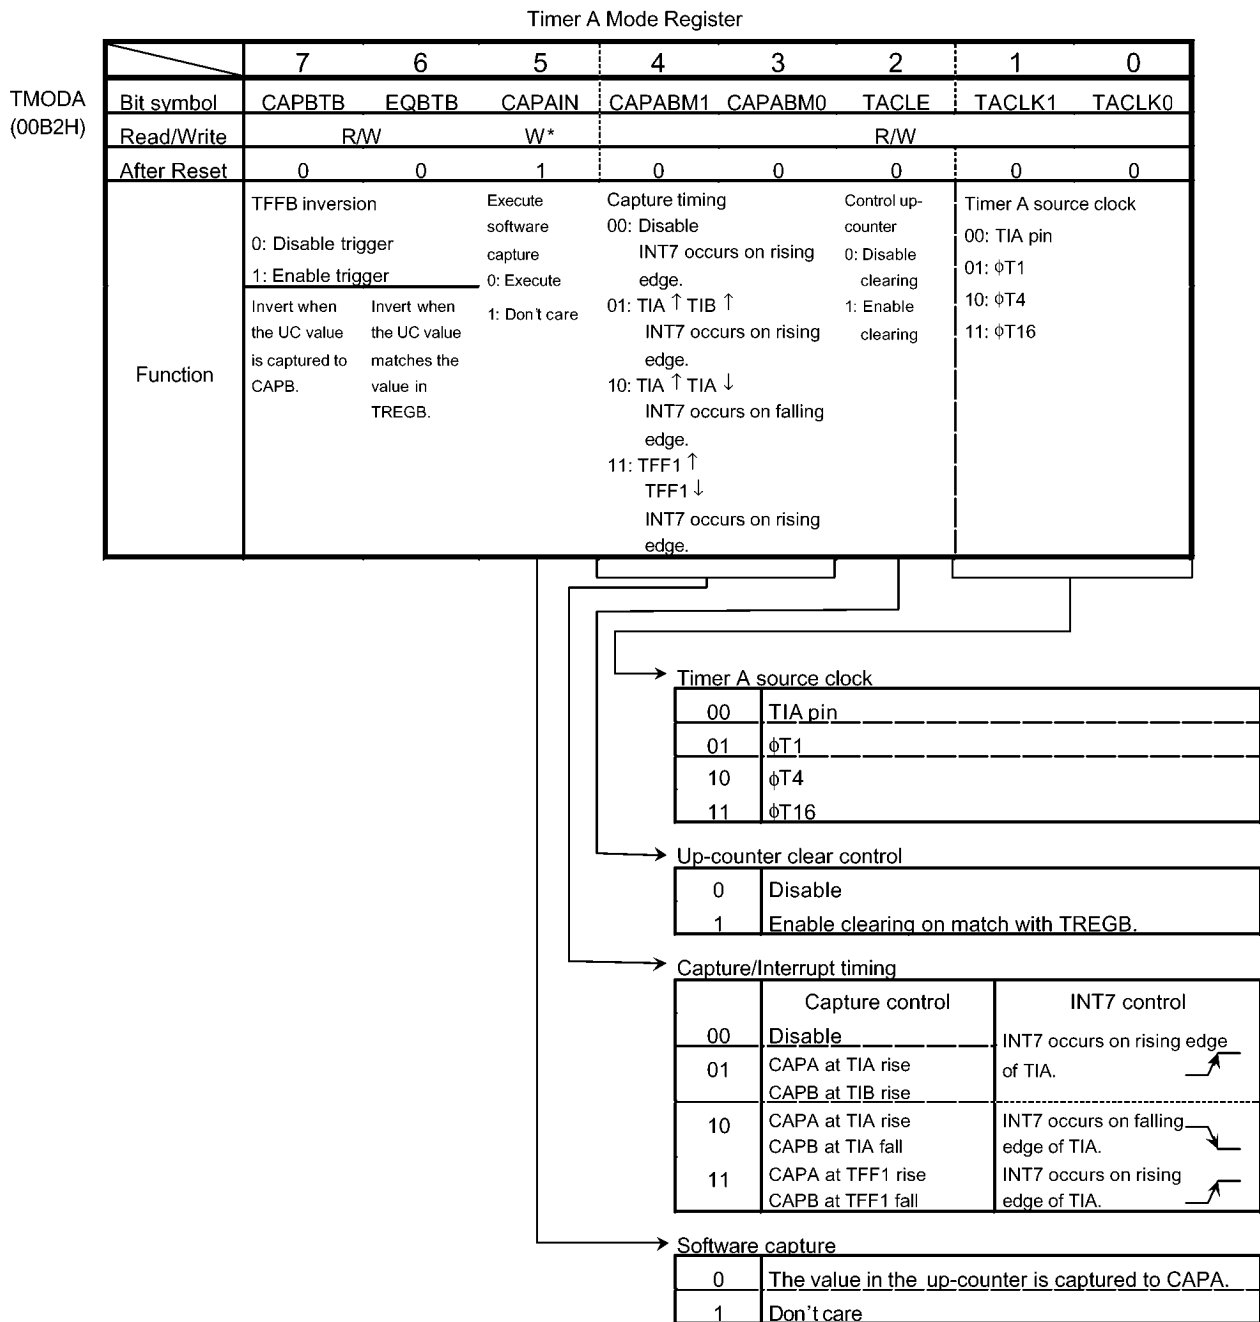 Timer A Mode Register
7 6 5 4 3 2 1 0
TMODA
(00B2H)
Bit symbol CAPBTB EQBTB CAPAIN CAPABM1 CAPABM0 TACLE TACLK1 TACLK0
Read/Write R/W W* R/W
After Reset 0 0 1 0 0 0 0 0
Function
TFFB inversion
0: Disable trigger
1: Enable trigger
Invert when
the UC value
is captured to
CAPB.
Invert when
the UC value
matches the
value in
TREGB.
Execute
software
capture
0: Execute
1: Don't care
Capture timing
00: Disable
INT7 occurs on rising
edge.
01: TIA ↑ TIB ↑
INT7 occurs on rising
edge.
10: TIA ↑ TIA ↓
INT7 occurs on falling
edge.
11: TFF1 ↑
TFF1 ↓
INT7 occurs on rising
edge.
Control up-
counter
0: Disable
clearing
1: Enable
clearing
Timer A source clock
00: TIA pin
01: ϕT1
10: ϕT4
11: ϕT16
Timer A source clock
00 TIA pin
01 ϕT1
10 ϕT4
11 ϕT16
Up-counter clear control
0 Disable
1 Enable clearing on match with TREGB.
Capture/Interrupt timing
Capture control INT7 control
00 Disable
01 CAPA at TIA rise
CAPB at TIB rise
INT7 occurs on rising edge
of TIA.
10 CAPA at TIA rise
CAPB at TIA fall
INT7 occurs on falling
edge of TIA.
11 CAPA at TFF1 rise
CAPB at TFF1 fall
INT7 occurs on rising
edge of TIA.
Software capture
0 The value in the up-counter is captured to CAPA.
1 Don't care